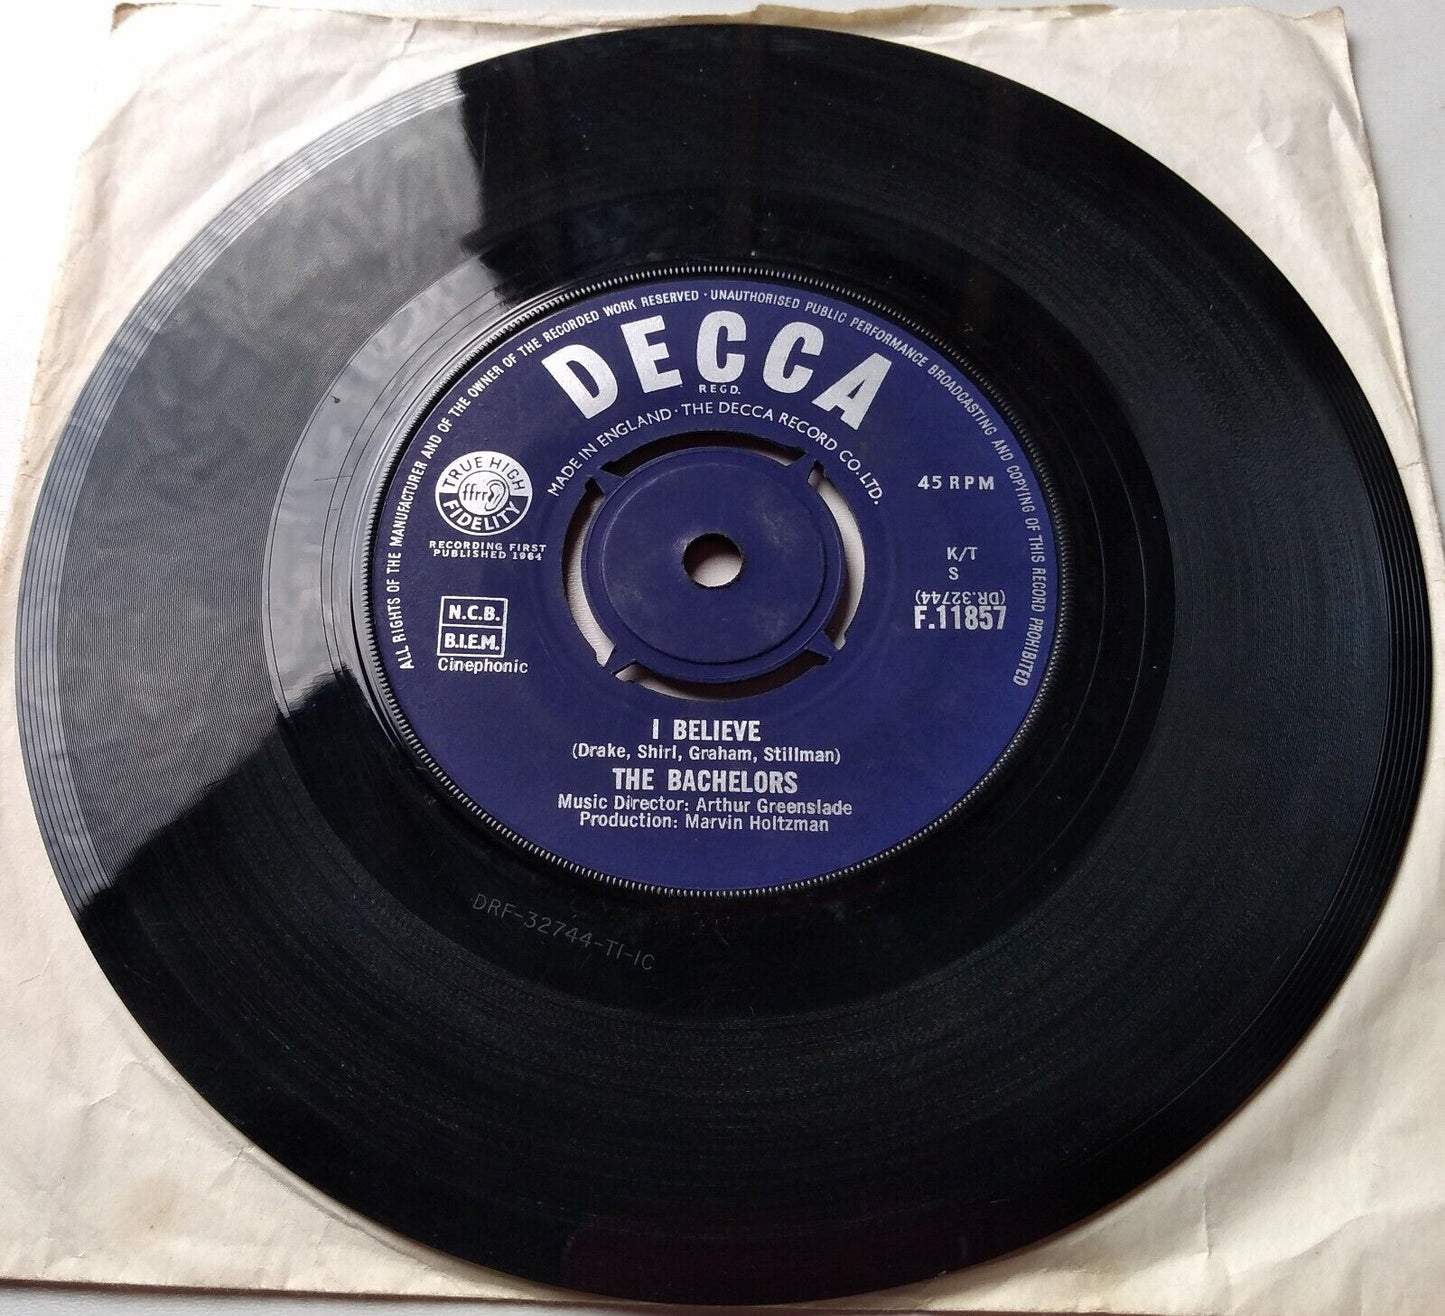 ALL RIGHTS OF THE MANUFACTURER AND OF THE OWNER OF THE RECORDED WORK RESERVED · UNAUTHORISED PUBLIC PERFORMANCE BROADCASTING AND COPYING OF THIS RECORD PROHIBITED
DECCA
REGD.
MADE IN ENGLAND · THE DECCA RECORD CO. LTD.
TRUE HIGH
ffrr
FIDELITY
RECORDING FIRST
PUBLISHED 1964
N.C.B.
B.I.E.M.
Cinephonic
45 RPM
K/T
S
(DR.32744)
F.11857
I BELIEVE
(Drake, Shirl, Graham, Stillman)
THE BACHELORS
Music Director: Arthur Greenslade
Production: Marvin Holtzman
DRF-32744-T1-1C